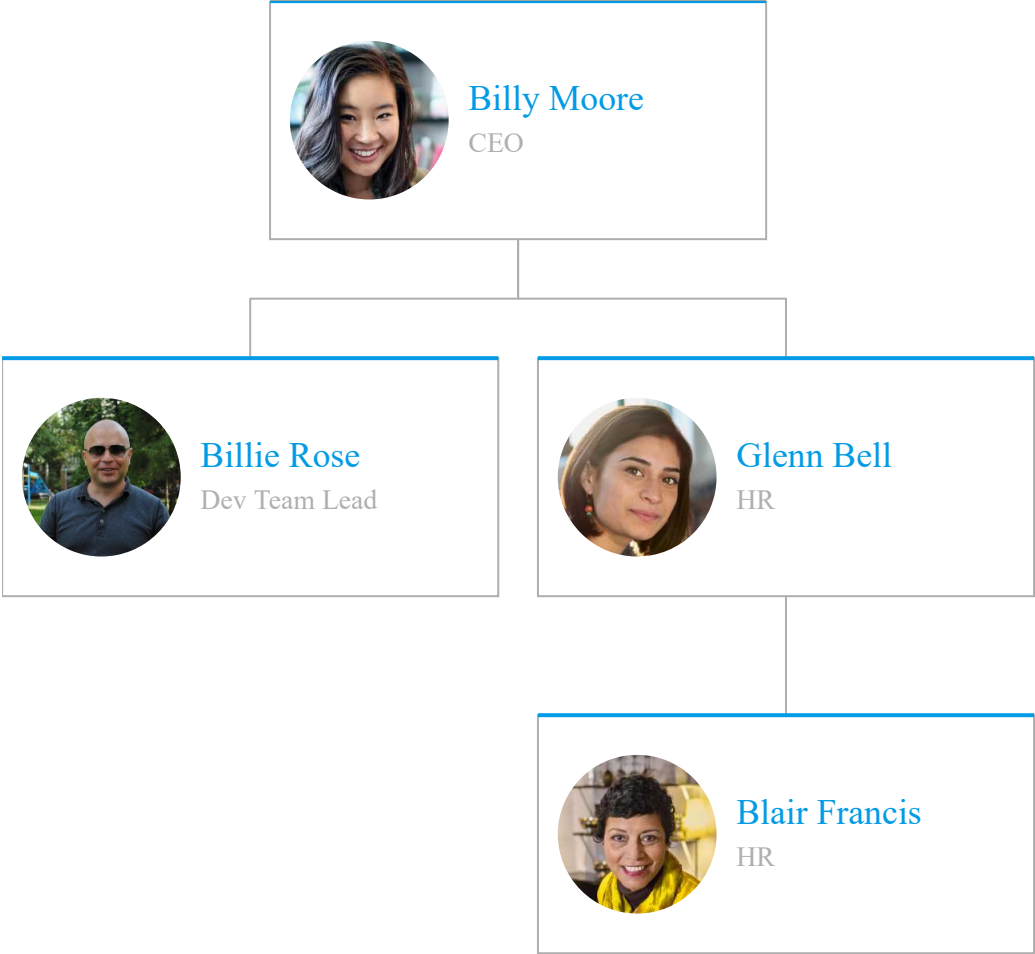 Billy Moore
CEO
Billie Rose
Dev Team Lead
Glenn Bell
HR
Blair Francis
HR